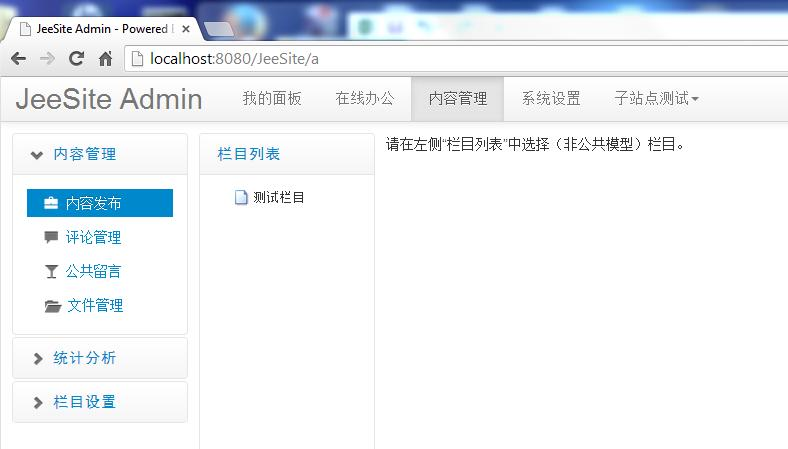 JeeSite Admin - Powered
localhost:8080/JeeSite/a
JeeSite Admin 我的面板 在线办公 内容管理 系统设置 子站点测试
内容管理
内容发布
评论管理
公共留言
文件管理
统计分析
栏目设置
栏目列表
测试栏目
请在左侧“栏目列表”中选择（非公共模型）栏目。